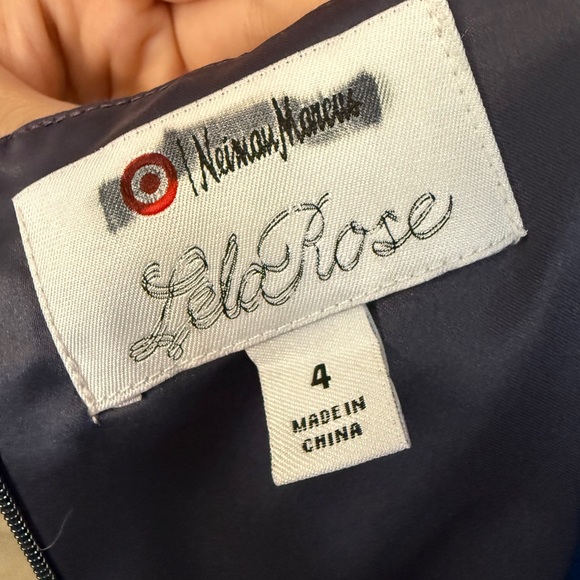 | Neiman Marcus
Lela Rose
4
MADE IN
CHINA